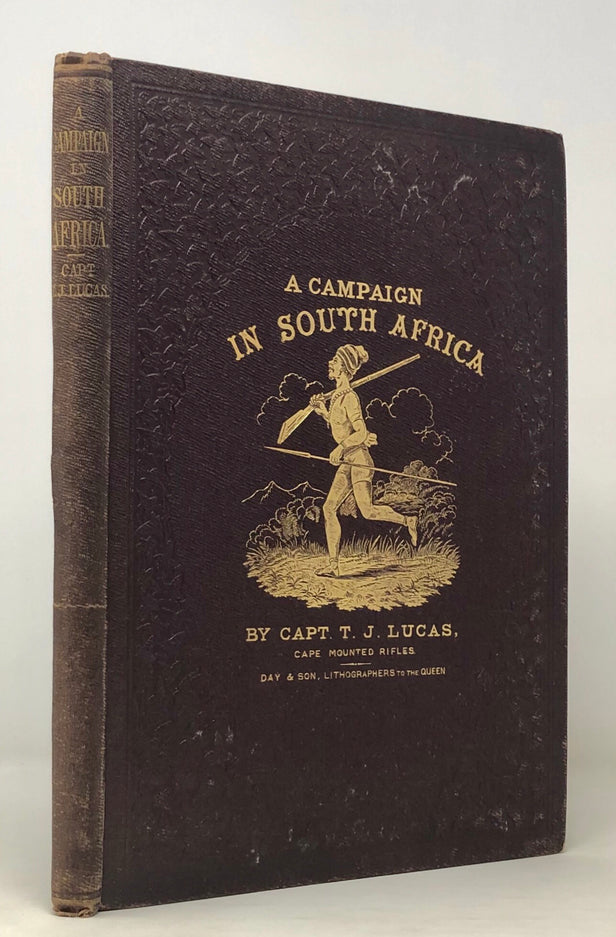 A
CAMPAIGN
IN
SOUTH
AFRICA
CAPT
T.J. LUCAS
A CAMPAIGN
IN SOUTH AFRICA
BY CAPT. T. J. LUCAS,
CAPE MOUNTED RIFLES.
DAY & SON, LITHOGRAPHERS TO THE QUEEN